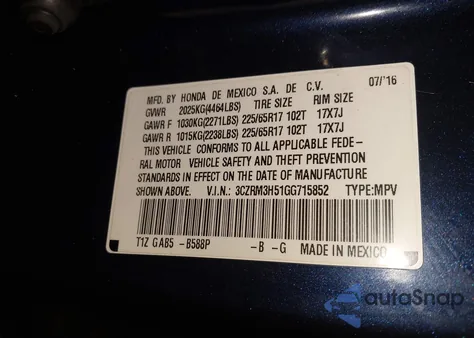 MFD. BY HONDA DE MEXICO S.A. DE C.V. 07/'16
GVWR 2025KG(4464LBS) TIRE SIZE RIM SIZE
GAWR F 1030KG(2271LBS) 225/65R17 102T 17X7J
GAWR R 1015KG(2238LBS) 225/65R17 102T 17X7J
THIS VEHICLE CONFORMS TO ALL APPLICABLE FEDE-
RAL MOTOR VEHICLE SAFETY AND THEFT PREVENTION
STANDARDS IN EFFECT ON THE DATE OF MANUFACTURE
SHOWN ABOVE. V.I.N.: 3CZRM3H51GG715852 TYPE:MPV
T1Z GAB5 -B588P -B -G MADE IN MEXICO
autoSnap